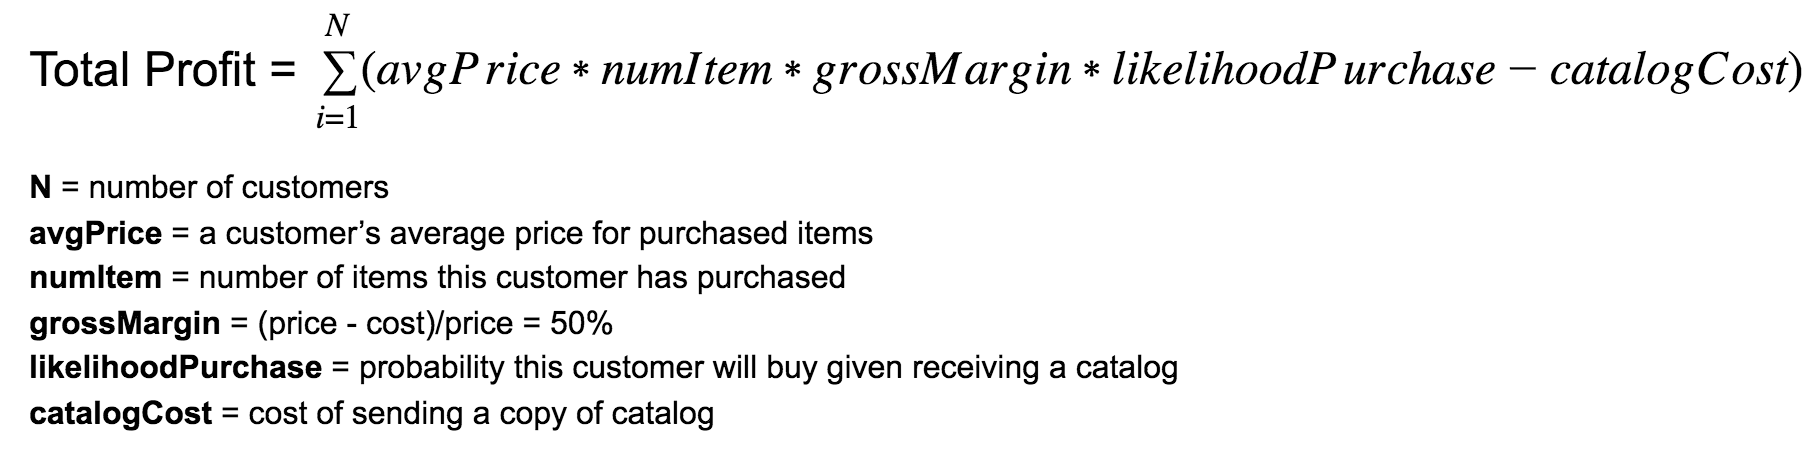 N
Total Profit = ∑(avgPrice * numItem * grossMargin * likelihoodPurchase − catalogCost)
i=1
N = number of customers
avgPrice = a customer’s average price for purchased items
numItem = number of items this customer has purchased
grossMargin = (price - cost)/price = 50%
likelihoodPurchase = probability this customer will buy given receiving a catalog
catalogCost = cost of sending a copy of catalog